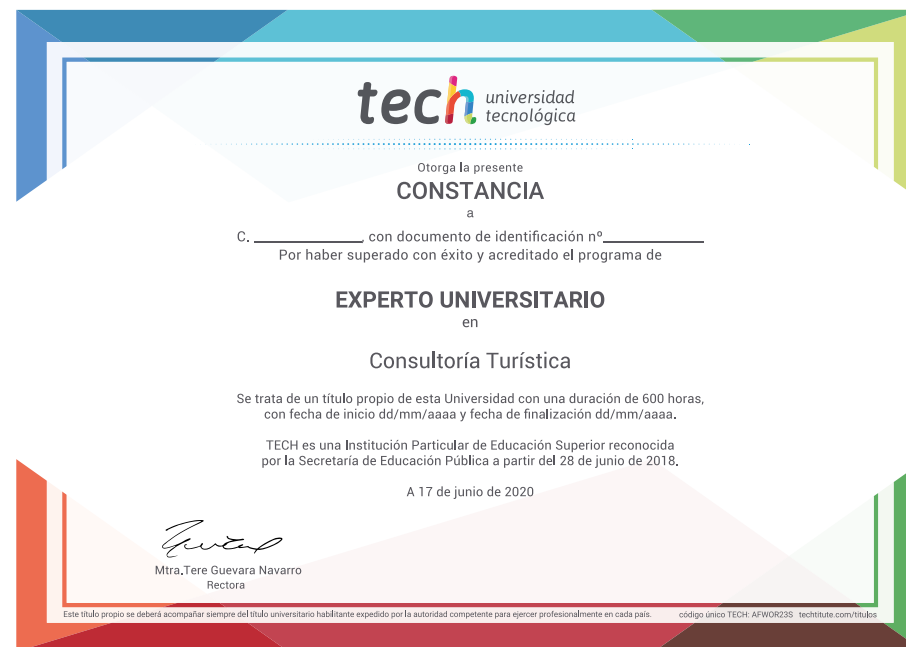 tech universidad
tecnológica
Otorga la presente
CONSTANCIA
a
C. ____________, con documento de identificación nº____________
Por haber superado con éxito y acreditado el programa de
EXPERTO UNIVERSITARIO
en
Consultoría Turística
Se trata de un título propio de esta Universidad con una duración de 600 horas,
con fecha de inicio dd/mm/aaaa y fecha de finalización dd/mm/aaaa.
TECH es una Institución Particular de Educación Superior reconocida
por la Secretaría de Educación Pública a partir del 28 de junio de 2018.
A 17 de junio de 2020
Mtra.Tere Guevara Navarro
Rectora
Este título propio se deberá acompañar siempre del título universitario habilitante expedido por la autoridad competente para ejercer profesionalmente en cada país. código único TECH: AFWOR23S techtitute.com/titulos